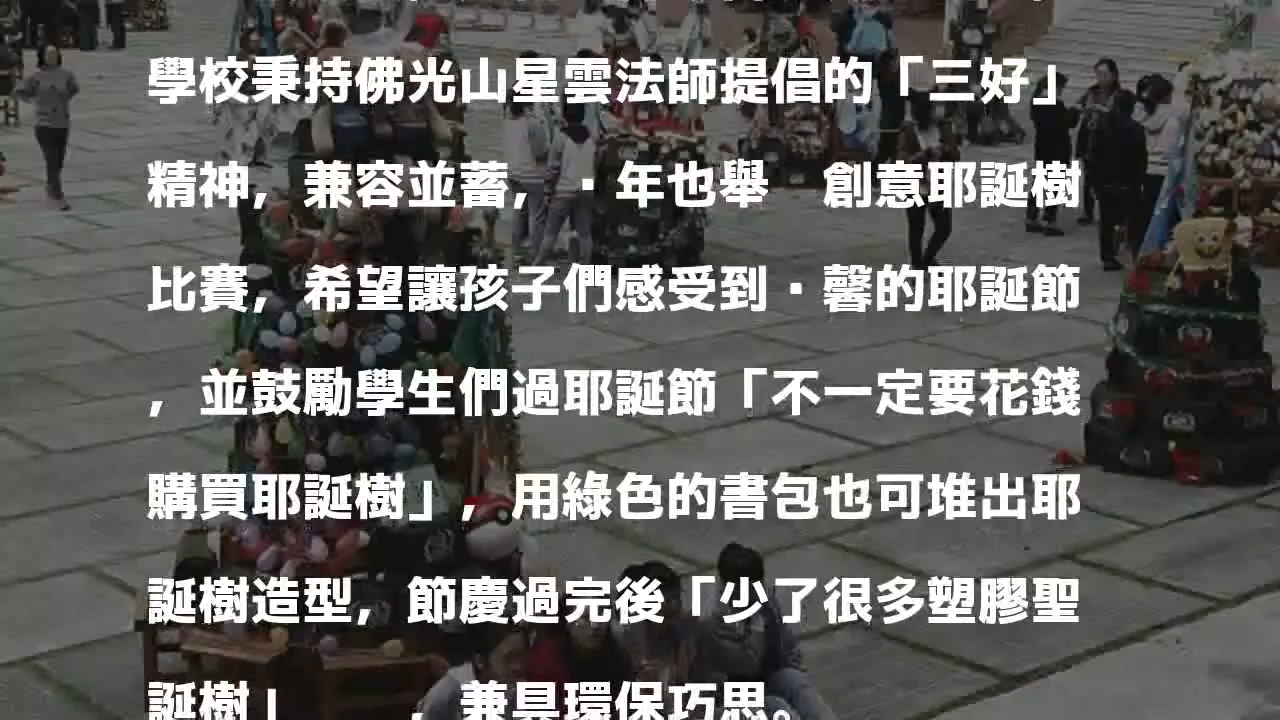 學校秉持佛光山星雲法師提倡的「三好」
精神，兼容並蓄，·年也舉　創意耶誕樹
比賽，希望讓孩子們感受到·馨的耶誕節
，並鼓勵學生們過耶誕節「不一定要花錢
購買耶誕樹」，用綠色的書包也可堆出耶
誕樹造型，節慶過完後「少了很多塑膠聖
誕樹」　　，兼具環保巧思。